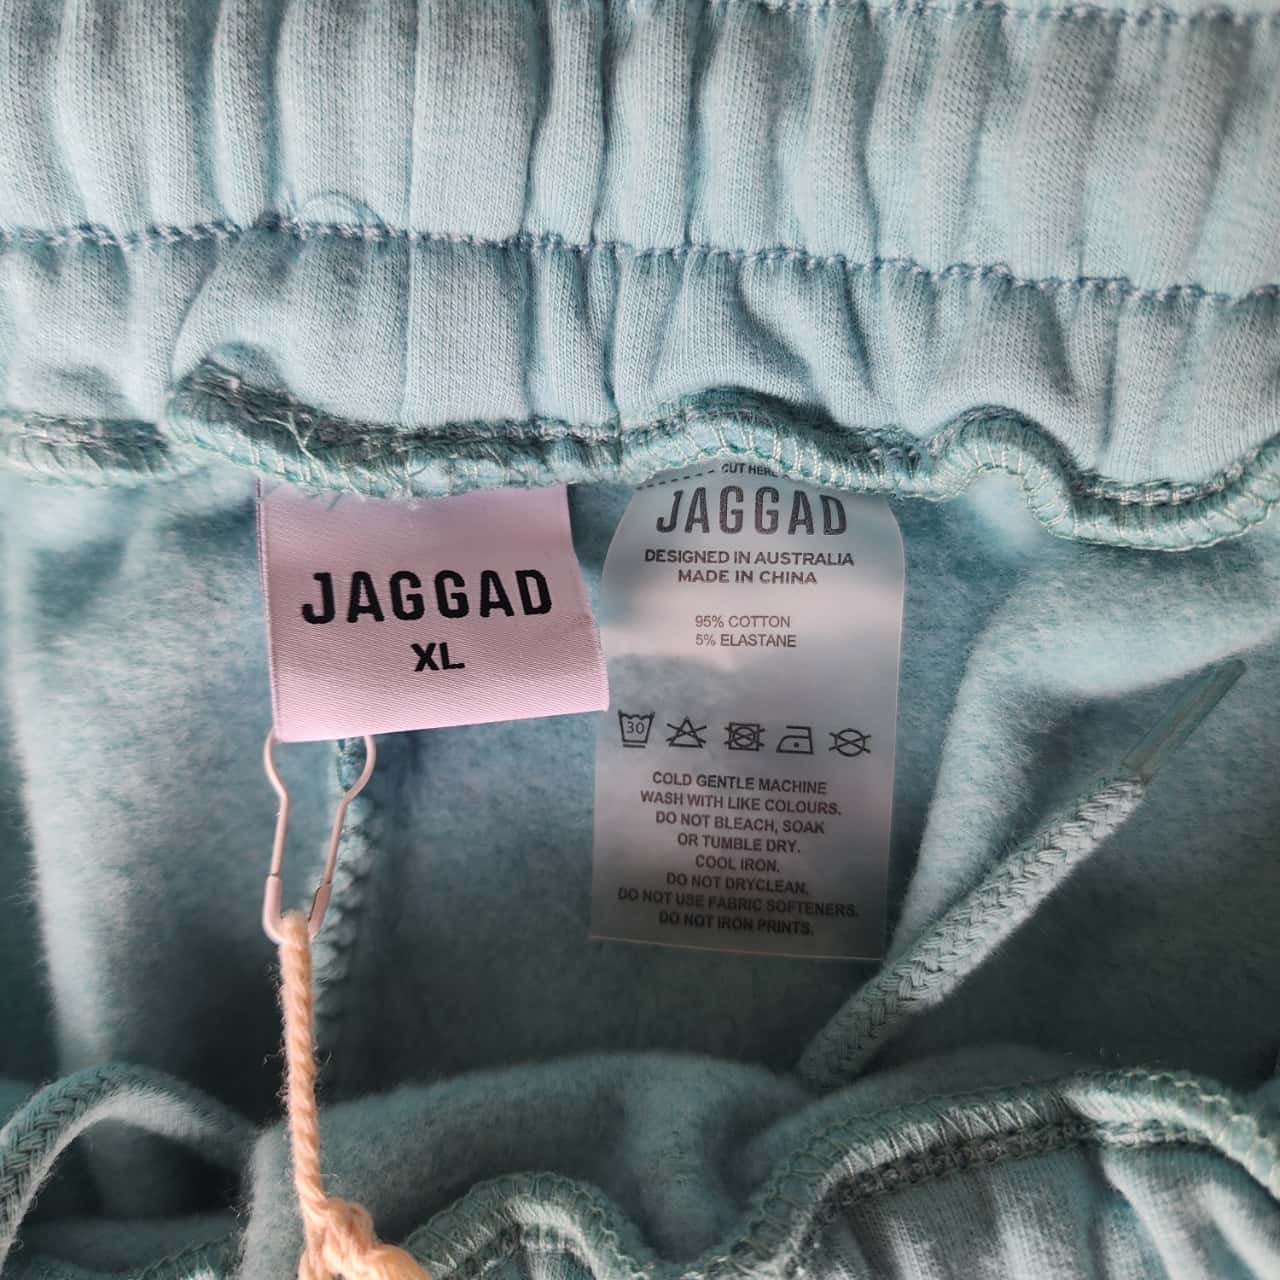 JAGGAD
XL
CUT HERE
JAGGAD
DESIGNED IN AUSTRALIA
MADE IN CHINA
95% COTTON
5% ELASTANE
30
COLD GENTLE MACHINE
WASH WITH LIKE COLOURS.
DO NOT BLEACH, SOAK
OR TUMBLE DRY.
COOL IRON.
DO NOT DRYCLEAN.
DO NOT USE FABRIC SOFTENERS.
DO NOT IRON PRINTS.